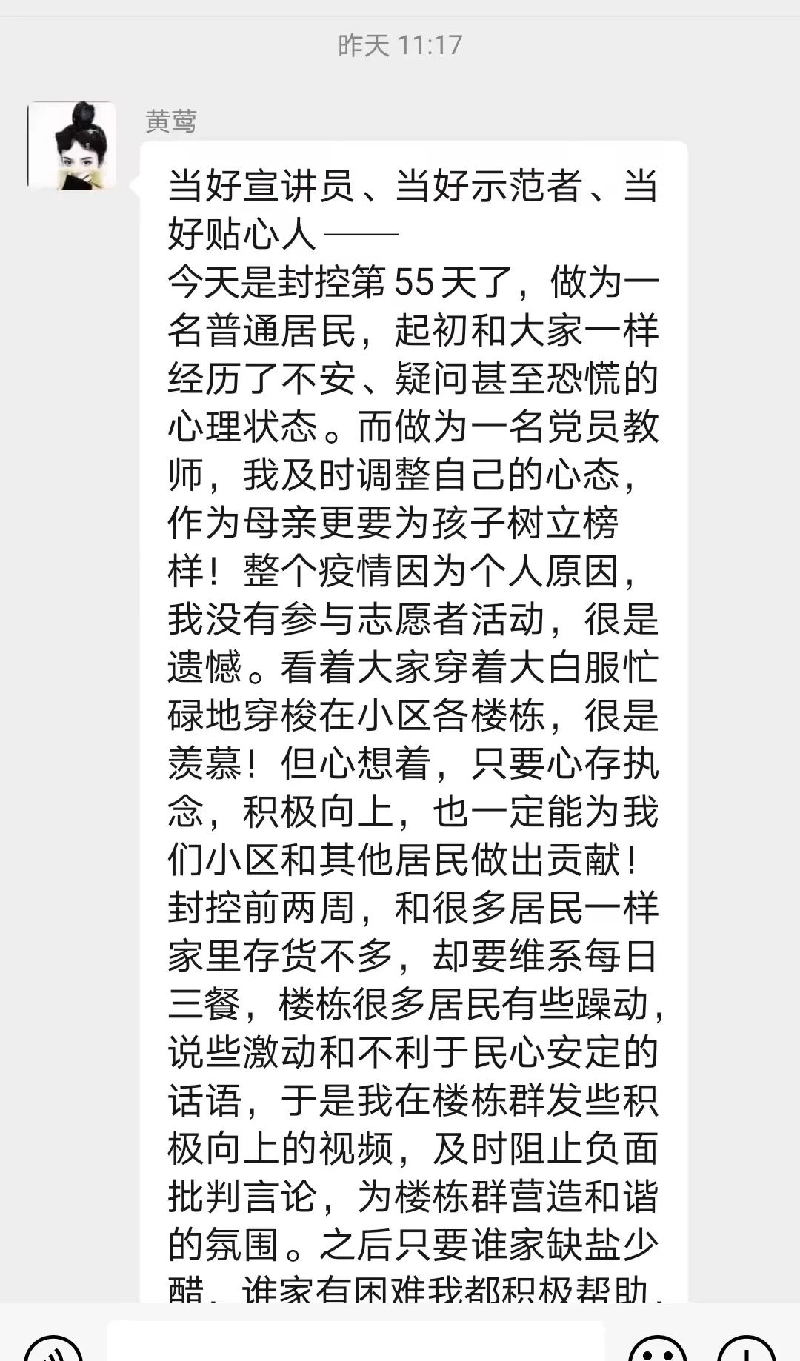 昨天 11:17
黄莺
当好宣讲员、当好示范者、当
好贴心人——
今天是封控第55天了，做为一
名普通居民，起初和大家一样
经历了不安、疑问甚至恐慌的
心理状态。而做为一名党员教
师，我及时调整自己的心态，
作为母亲更要为孩子树立榜
样！整个疫情因为个人原因，
我没有参与志愿者活动，很是
遗憾。看着大家穿着大白服忙
碌地穿梭在小区各楼栋，很是
羡慕！但心想着，只要心存执
念，积极向上，也一定能为我
们小区和其他居民做出贡献！
封控前两周，和很多居民一样
家里存货不多，却要维系每日
三餐，楼栋很多居民有些躁动，
说些激动和不利于民心安定的
话语，于是我在楼栋群发些积
极向上的视频，及时阻止负面
批判言论，为楼栋群营造和谐
的氛围。之后只要谁家缺盐少
醋，谁家有困难我都积极帮助，